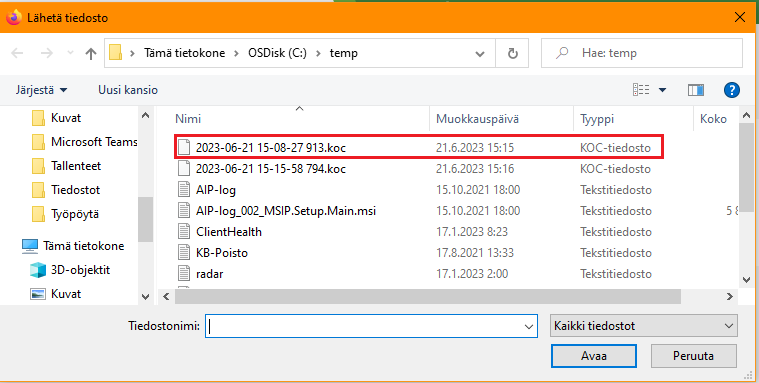 Lähetä tiedosto
Tämä tietokone > OSDisk (C:) > temp
Hae: temp
Järjestä
Uusi kansio
Nimi
Muokkauspäivä
Tyyppi
Koko
Kuvat
Microsoft Teams
Tallenteet
Tiedostot
Työpöytä
Tämä tietokone
3D-objektit
Kuvat
2023-06-21 15-08-27 913.koc 21.6.2023 15:15 KOC-tiedosto
2023-06-21 15-15-58 794.koc 21.6.2023 15:16 KOC-tiedosto
AIP-log 15.10.2021 18:00 Tekstitiedosto
AIP-log_002_MSIP.Setup.Main.msi 15.10.2021 18:00 Tekstitiedosto 5 8
ClientHealth 17.1.2023 8:23 Tekstitiedosto
KB-Poisto 17.8.2021 13:33 Tekstitiedosto
radar 17.1.2023 2:00 Tekstitiedosto
Tiedostonimi:
Kaikki tiedostot
Avaa
Peruuta